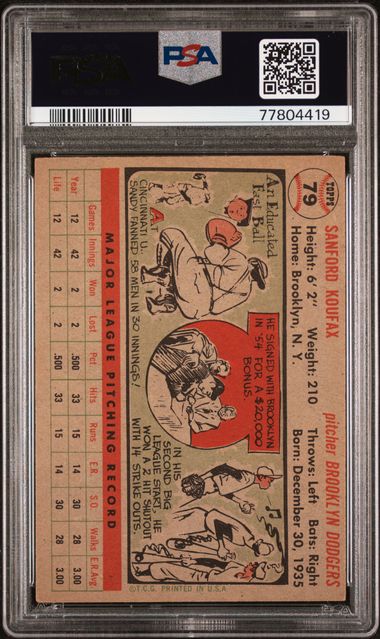 PSA
PSA
77804419
TOPPS
79
SANFORD KOUFAX
pitcher BROOKLYN DODGERS
Height: 6' 2" Weight: 210 Throws: Left Bats: Right
Home: Brooklyn, N. Y. Born: December 30, 1935
An Educated
Fast Ball
AT
CINCINNATI U.
SANDY FANNED 58 MEN IN 30 INNINGS!
HE SIGNED WITH BROOKLYN
IN '54 FOR A $20,000
BONUS.
IN HIS
SECOND BIG
LEAGUE START HE
WON A 2 HIT SHUTOUT
WITH 14 STRIKE OUTS
MAJOR LEAGUE PITCHING RECORD
Games Innings Won Lost Pct Hits Runs E.R. S.O. Walks E.R.Avg
Year 12 42 2 2 .500 33 15 14 30 28 3.00
Life 12 42 2 2 .500 33 15 14 30 28 3.00
©T.C.G. PRINTED IN U.S.A.